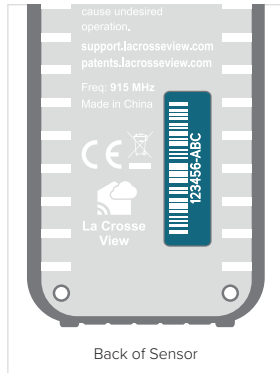 cause undesired
operation.
support.lacrosseview.com
patents.lacrosseview.com
Freq: 915 MHz
Made in China
CE
123456-ABC
La Crosse
View
Back of Sensor